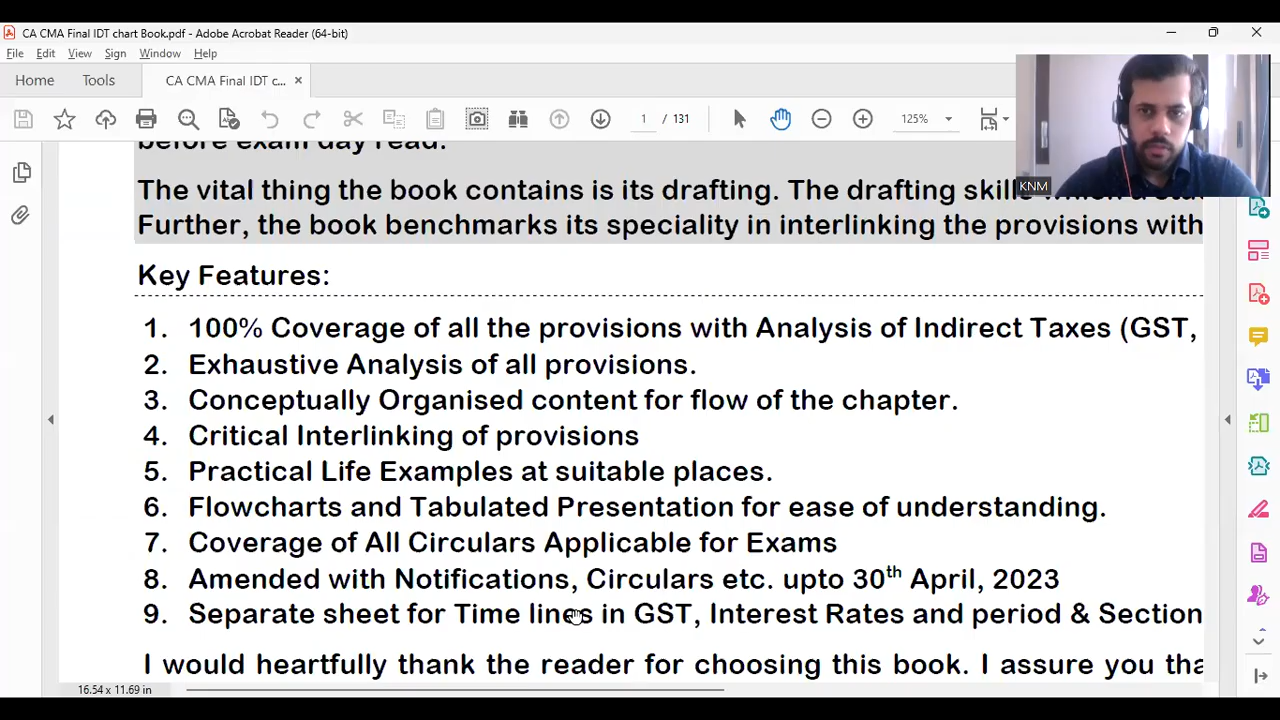 CA CMA Final IDT chart Book.pdf - Adobe Acrobat Reader (64-bit)
File Edit View Sign Window Help
Home Tools CA CMA Final IDT c... ×
1 / 131 125%
KNM
before exam day read.
The vital thing the book contains is its drafting. The drafting skills which a
Further, the book benchmarks its speciality in interlinking the provisions with
Key Features:
1. 100% Coverage of all the provisions with Analysis of Indirect Taxes (GST,
2. Exhaustive Analysis of all provisions.
3. Conceptually Organised content for flow of the chapter.
4. Critical Interlinking of provisions
5. Practical Life Examples at suitable places.
6. Flowcharts and Tabulated Presentation for ease of understanding.
7. Coverage of All Circulars Applicable for Exams
8. Amended with Notifications, Circulars etc. upto 30th April, 2023
9. Separate sheet for Time lines in GST, Interest Rates and period & Section
I would heartfully thank the reader for choosing this book. I assure you
16.54 x 11.69 in